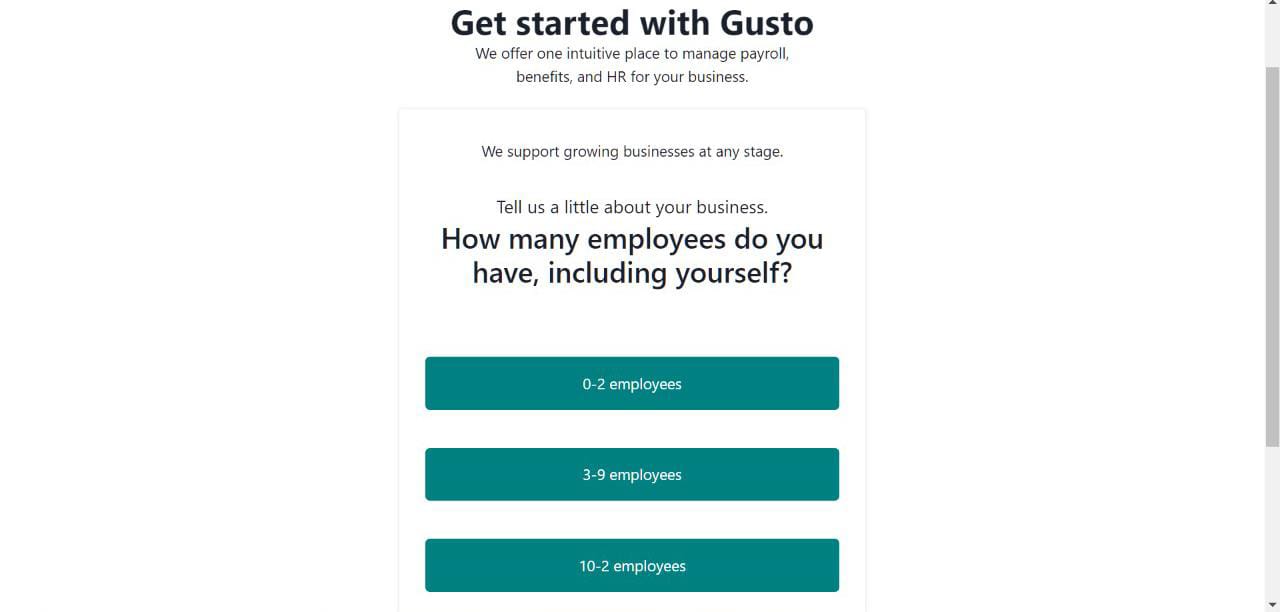 Get started with Gusto
We offer one intuitive place to manage payroll,
benefits, and HR for your business.
We support growing businesses at any stage.
Tell us a little about your business.
How many employees do you
have, including yourself?
0-2 employees
3-9 employees
10-2 employees